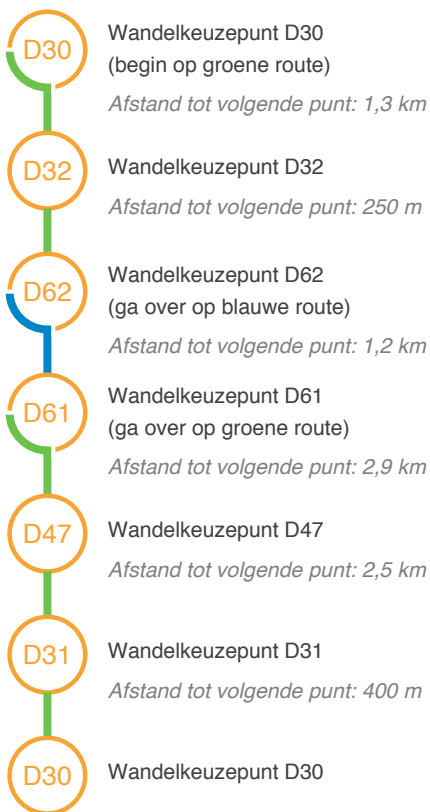 D30
Wandelkeuzepunt D30
(begin op groene route)
Afstand tot volgende punt: 1,3 km
D32
Wandelkeuzepunt D32
Afstand tot volgende punt: 250 m
D62
Wandelkeuzepunt D62
(ga over op blauwe route)
Afstand tot volgende punt: 1,2 km
D61
Wandelkeuzepunt D61
(ga over op groene route)
Afstand tot volgende punt: 2,9 km
D47
Wandelkeuzepunt D47
Afstand tot volgende punt: 2,5 km
D31
Wandelkeuzepunt D31
Afstand tot volgende punt: 400 m
D30
Wandelkeuzepunt D30